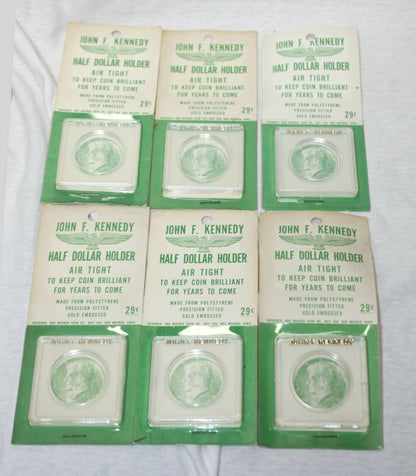 JOHN F. KENNEDY
HALF DOLLAR HOLDER
AIR TIGHT
TO KEEP COIN BRILLIANT
FOR YEARS TO COME
MADE FROM POLYSTYRENE
PRECISION FITTED
GOLD EMBOSSED
29¢
JOHN F. KENNEDY
HALF DOLLAR HOLDER
AIR TIGHT
TO KEEP COIN BRILLIANT
FOR YEARS TO COME
MADE FROM POLYSTYRENE
PRECISION FITTED
GOLD EMBOSSED
29¢
JOHN F. KENNEDY
HALF DOLLAR HOLDER
AIR TIGHT
TO KEEP COIN BRILLIANT
FOR YEARS TO COME
MADE FROM POLYSTYRENE
PRECISION FITTED
GOLD EMBOSSED
29¢
JOHN F. KENNEDY
HALF DOLLAR HOLDER
AIR TIGHT
TO KEEP COIN BRILLIANT
FOR YEARS TO COME
MADE FROM POLYSTYRENE
PRECISION FITTED
GOLD EMBOSSED
29¢
JOHN F. KENNEDY
HALF DOLLAR HOLDER
AIR TIGHT
TO KEEP COIN BRILLIANT
FOR YEARS TO COME
MADE FROM POLYSTYRENE
PRECISION FITTED
GOLD EMBOSSED
29¢
JOHN F. KENNEDY
HALF DOLLAR HOLDER
AIR TIGHT
TO KEEP COIN BRILLIANT
FOR YEARS TO COME
MADE FROM POLYSTYRENE
PRECISION FITTED
GOLD EMBOSSED
29¢
JOHN F. KENNEDY